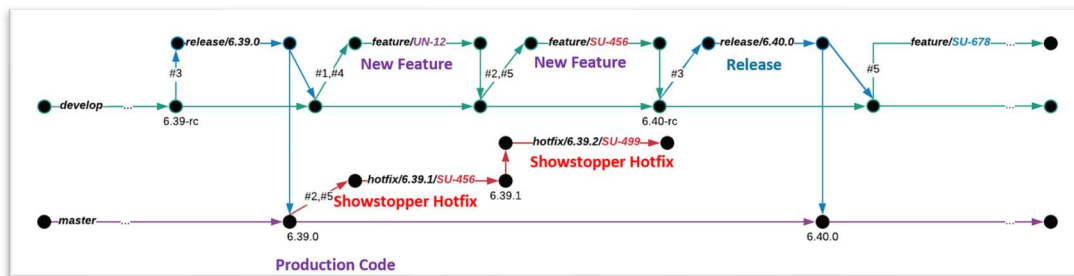 release/6.39.0
feature/UN-12
feature/SU-456
release/6.40.0
feature/SU-678
...
#3
#1,#4
New Feature
#2,#5
New Feature
#3
Release
#5
develop
...
...
6.39-rc
6.40-rc
hotfix/6.39.2/SU-499
Showstopper Hotfix
hotfix/6.39.1/SU-456
#2,#5
Showstopper Hotfix
6.39.1
master
...
...
6.39.0
6.40.0
Production Code